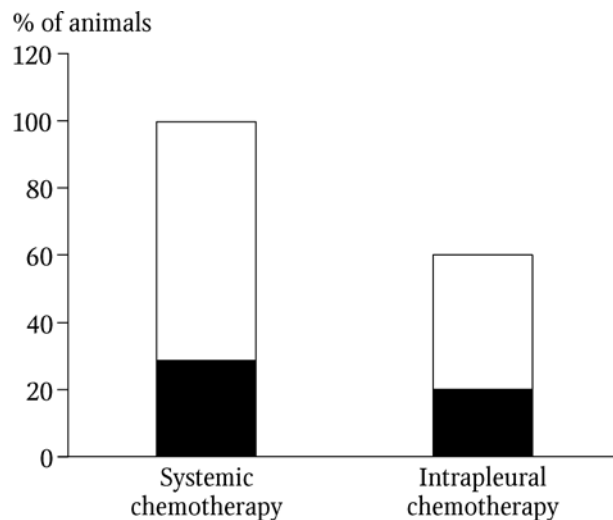 % of animals
120
100
80
60
40
20
0
Systemic
chemotherapy
Intrapleural
chemotherapy